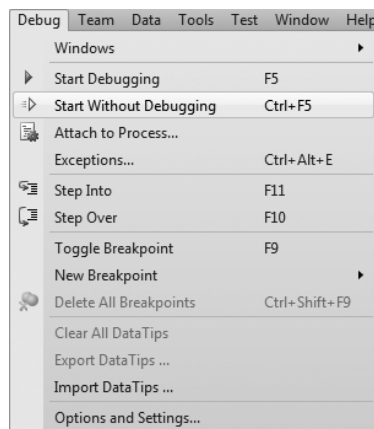 Debug Team Data Tools Test Window Help
Windows
Start Debugging F5
Start Without Debugging Ctrl+F5
Attach to Process...
Exceptions... Ctrl+Alt+E
Step Into F11
Step Over F10
Toggle Breakpoint F9
New Breakpoint
Delete All Breakpoints Ctrl+Shift+F9
Clear All DataTips
Export DataTips ...
Import DataTips ...
Options and Settings...